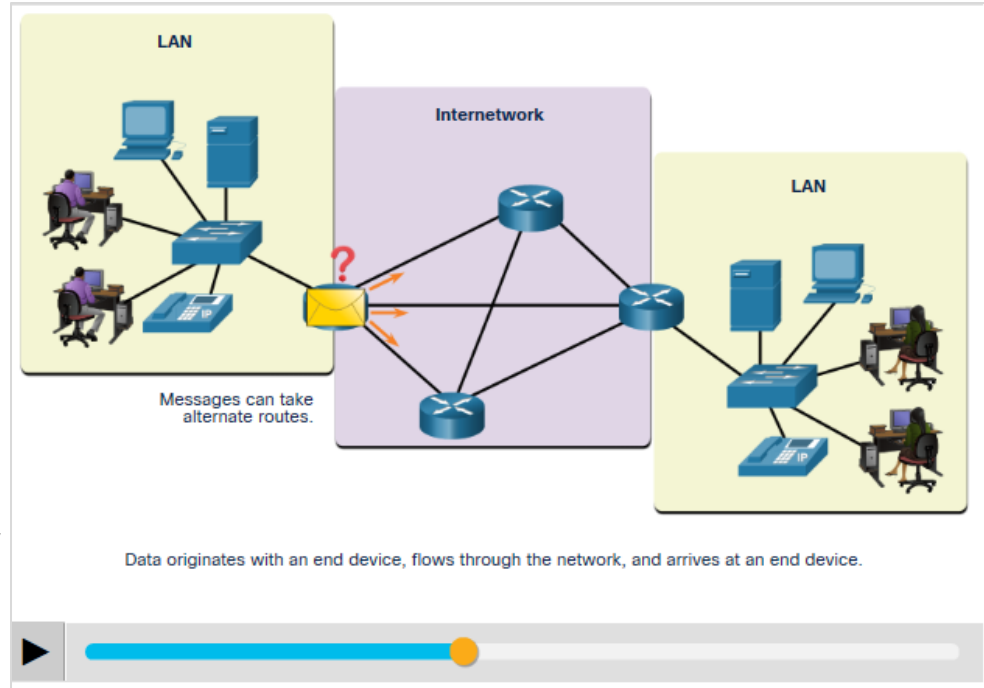 LAN
Internetwork
LAN
IP
Messages can take
alternate routes.
IP
Data originates with an end device, flows through the network, and arrives at an end device.